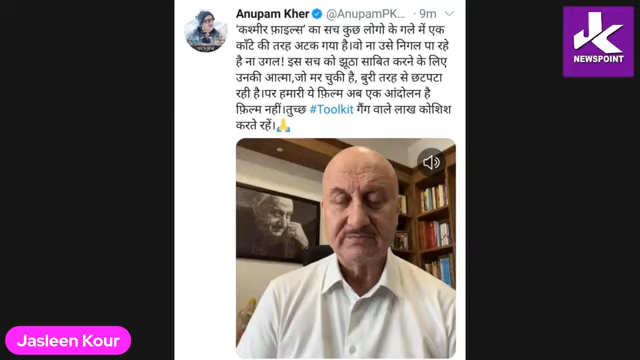 Anupam Kher @AnupamPK... · 9m
'कश्मीर फ़ाइल्स' का सच कुछ लोगो के गले में एक
काँटे की तरह अटक गया है।वो ना उसे निगल पा रहे
है ना उगल! इस सच को झूठा साबित करने के लिए
उनकी आत्मा,जो मर चुकी है, बुरी तरह से छटपटा
रही है।पर हमारी ये फ़िल्म अब एक आंदोलन है
फ़िल्म नहीं।तुच्छ #Toolkit गैंग वाले लाख कोशिश
करते रहें।🙏
JK
NEWSPOINT
Jasleen Kour